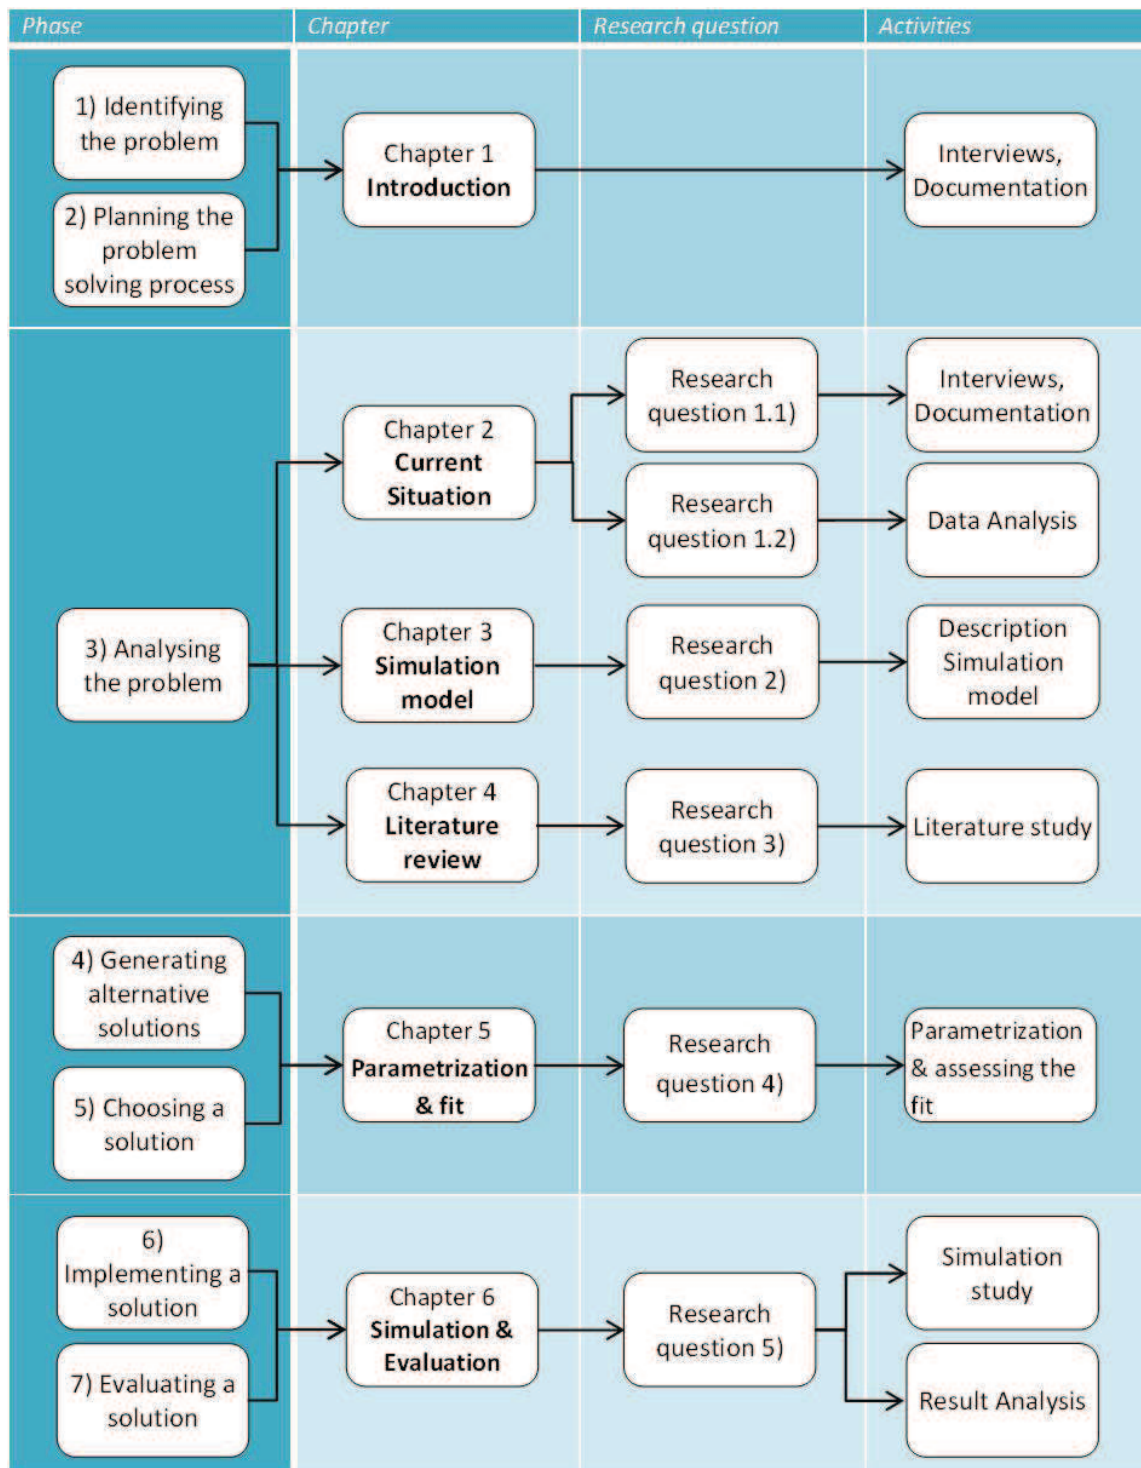 Phase Chapter Research question Activities
1) Identifying
the problem
2) Planning the
problem
solving process
Chapter 1
Introduction
Interviews,
Documentation
3) Analysing
the problem
Chapter 2
Current
Situation
Research
question 1.1)
Interviews,
Documentation
Research
question 1.2)
Data Analysis
Chapter 3
Simulation
model
Research
question 2)
Description
Simulation
model
Chapter 4
Literature
review
Research
question 3)
Literature study
4) Generating
alternative
solutions
5) Choosing a
solution
Chapter 5
Parametrization
& fit
Research
question 4)
Parametrization
& assessing the
fit
6)
Implementing a
solution
7) Evaluating a
solution
Chapter 6
Simulation &
Evaluation
Research
question 5)
Simulation
study
Result Analysis